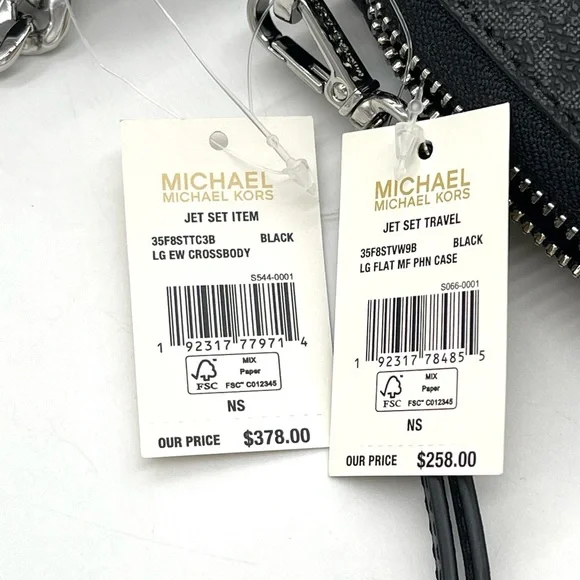 MICHAEL
MICHAEL KORS
JET SET ITEM
35F8STTC3B BLACK
LG EW CROSSBODY
S544-0001
1 92317 77971 4
FSC
MIX
Paper
FSC™ C012345
NS
OUR PRICE $378.00
MICHAEL
MICHAEL KORS
JET SET TRAVEL
35F8STVW9B BLACK
LG FLAT MF PHN CASE
S066-0001
1 92317 78485 5
FSC
MIX
Paper
FSC™ C012345
NS
OUR PRICE $258.00